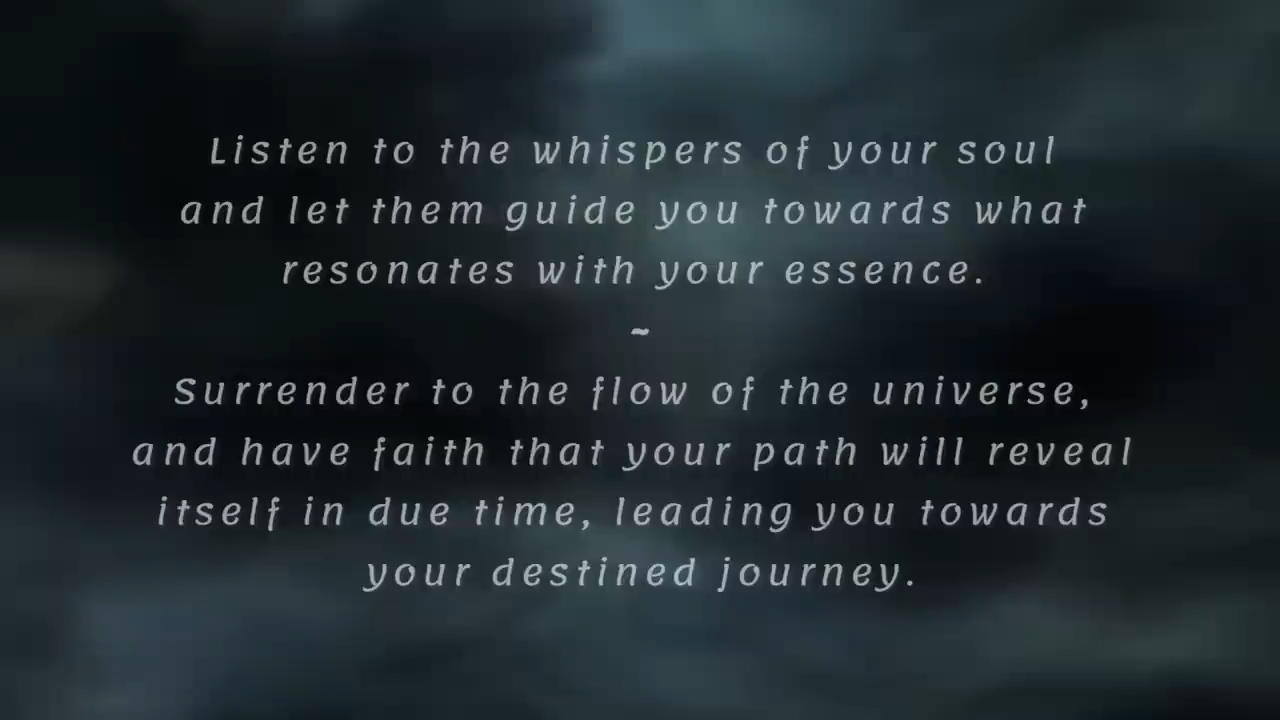 Listen to the whispers of your soul
and let them guide you towards what
resonates with your essence.
~
Surrender to the flow of the universe,
and have faith that your path will reveal
itself in due time, leading you towards
your destined journey.